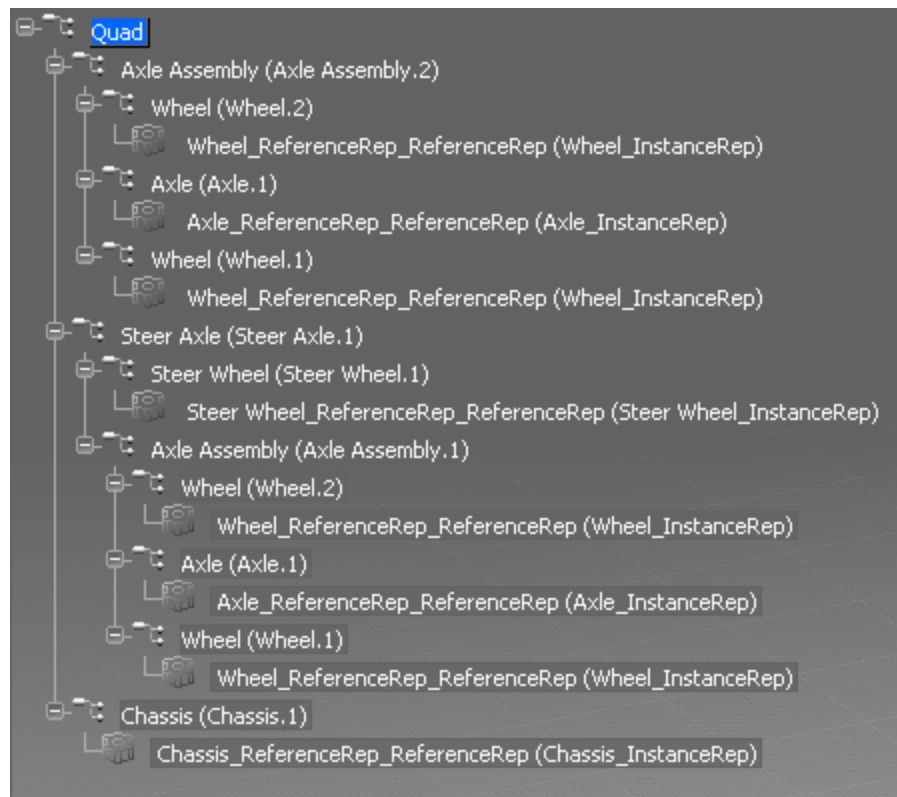 Quad
Axle Assembly (Axle Assembly.2)
Wheel (Wheel.2)
Wheel_ReferenceRep_ReferenceRep (Wheel_InstanceRep)
Axle (Axle.1)
Axle_ReferenceRep_ReferenceRep (Axle_InstanceRep)
Wheel (Wheel.1)
Wheel_ReferenceRep_ReferenceRep (Wheel_InstanceRep)
Steer Axle (Steer Axle.1)
Steer Wheel (Steer Wheel.1)
Steer Wheel_ReferenceRep_ReferenceRep (Steer Wheel_InstanceRep)
Axle Assembly (Axle Assembly.1)
Wheel (Wheel.2)
Wheel_ReferenceRep_ReferenceRep (Wheel_InstanceRep)
Axle (Axle.1)
Axle_ReferenceRep_ReferenceRep (Axle_InstanceRep)
Wheel (Wheel.1)
Wheel_ReferenceRep_ReferenceRep (Wheel_InstanceRep)
Chassis (Chassis.1)
Chassis_ReferenceRep_ReferenceRep (Chassis_InstanceRep)